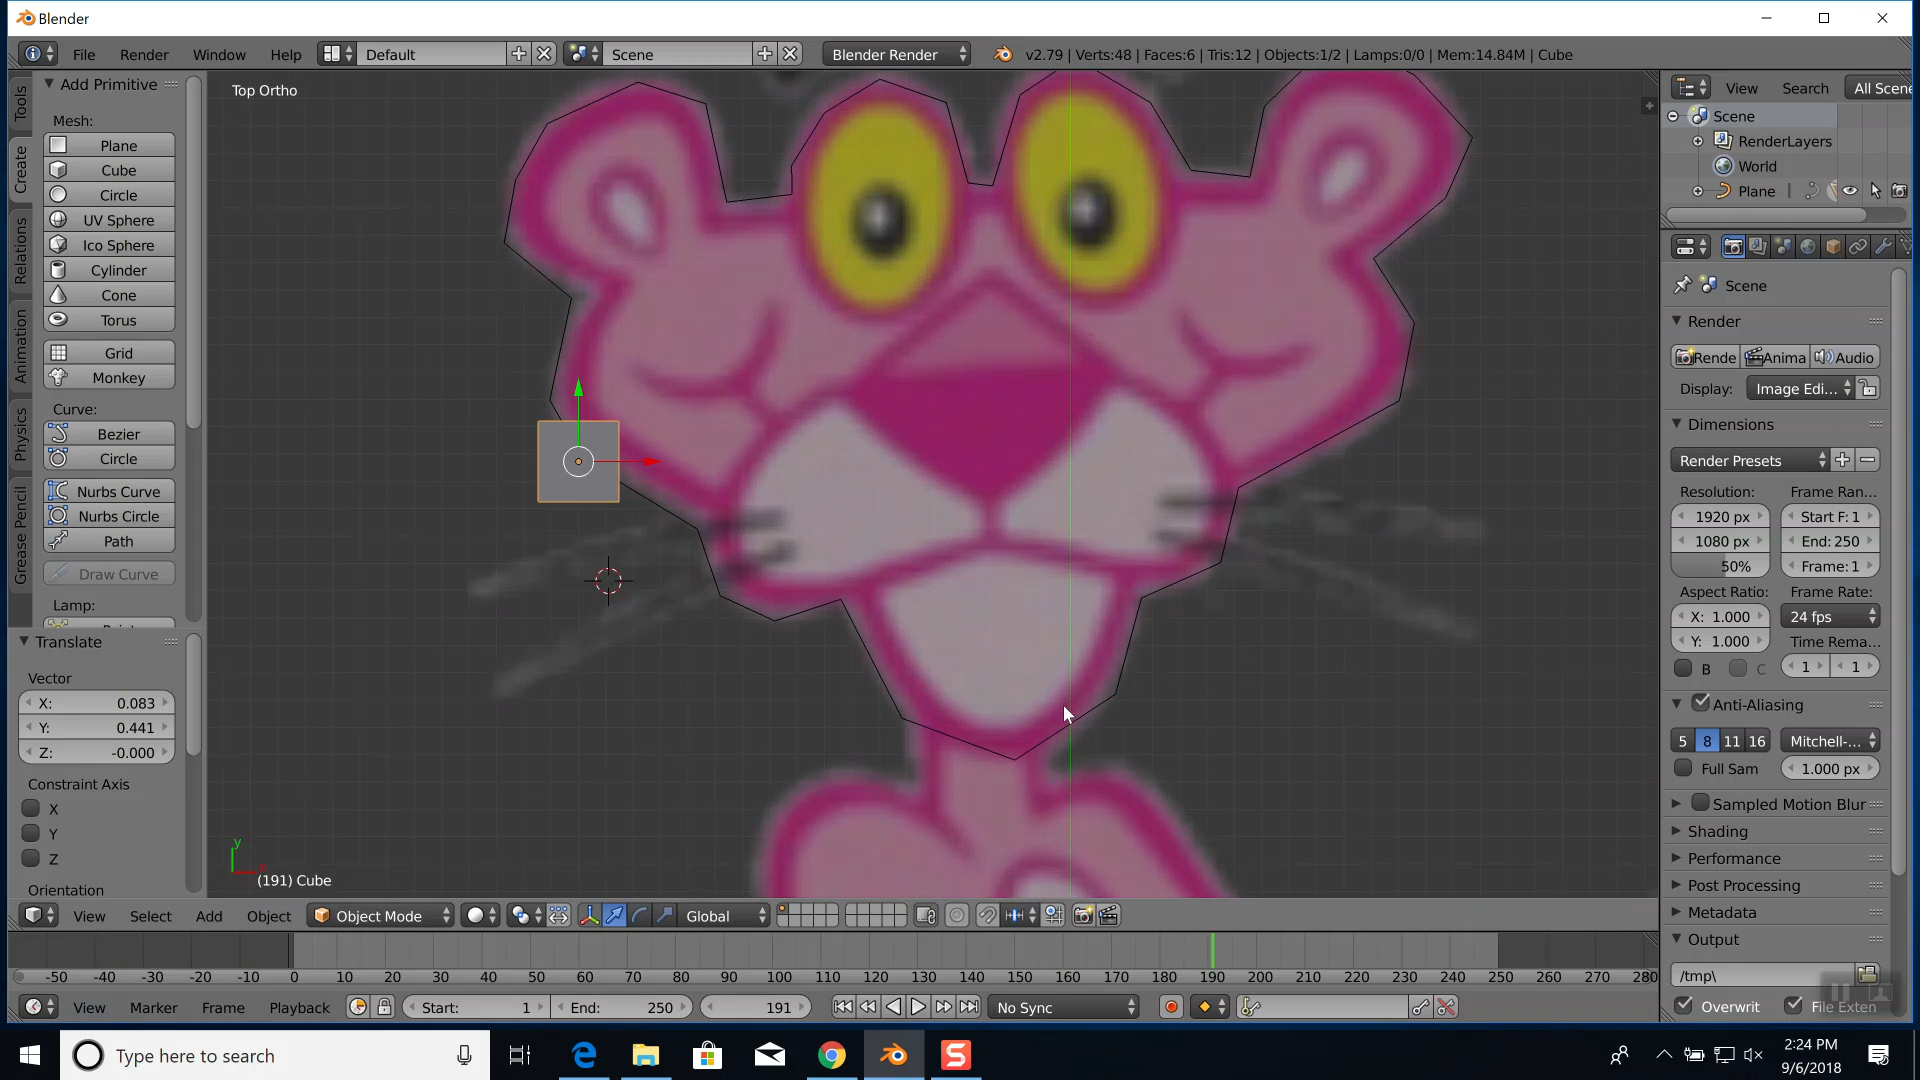 Blender
File Render Window Help Default Scene Blender Render v2.79 | Verts:48 | Faces:6 | Tris:12 | Objects:1/2 | Lamps:0/0 | Mem:14.84M | Cube
Tools
Create
Relations
Animation
Physics
Grease Pencil
Add Primitive
Mesh:
Plane
Cube
Circle
UV Sphere
Ico Sphere
Cylinder
Cone
Torus
Grid
Monkey
Curve:
Bezier
Circle
Nurbs Curve
Nurbs Circle
Path
Draw Curve
Lamp:
Translate
Vector
X: 0.083
Y: 0.441
Z: -0.000
Constraint Axis
X
Y
Z
Orientation
Top Ortho
y
(191) Cube
View Search All Scene
Scene
RenderLayers
World
Plane
Scene
Render
Rende Anima Audio
Display: Image Edi...
Dimensions
Render Presets
Resolution: Frame Ran...
1920 px Start F: 1
1080 px End: 250
50% Frame: 1
Aspect Ratio: Frame Rate:
X: 1.000 24 fps
Y: 1.000 Time Rema...
B C 1 1
Anti-Aliasing
5 8 11 16 Mitchell-...
Full Sam 1.000 px
Sampled Motion Blur
Shading
Performance
Post Processing
Metadata
Output
/tmp\
Overwrit File Exten
View Select Add Object Object Mode Global
-50 -40 -30 -20 -10 0 10 20 30 40 50 60 70 80 90 100 110 120 130 140 150 160 170 180 190 200 210 220 230 240 250 260 270 280
View Marker Frame Playback Start: 1 End: 250 191 No Sync
Type here to search
S
2:24 PM
9/6/2018